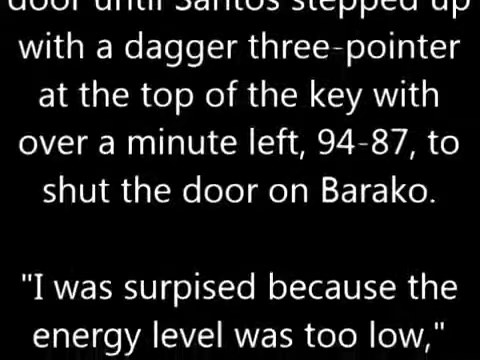 door until Santos stepped up
with a dagger three-pointer
at the top of the key with
over a minute left, 94-87, to
shut the door on Barako.
"I was surpised because the
energy level was too low,"